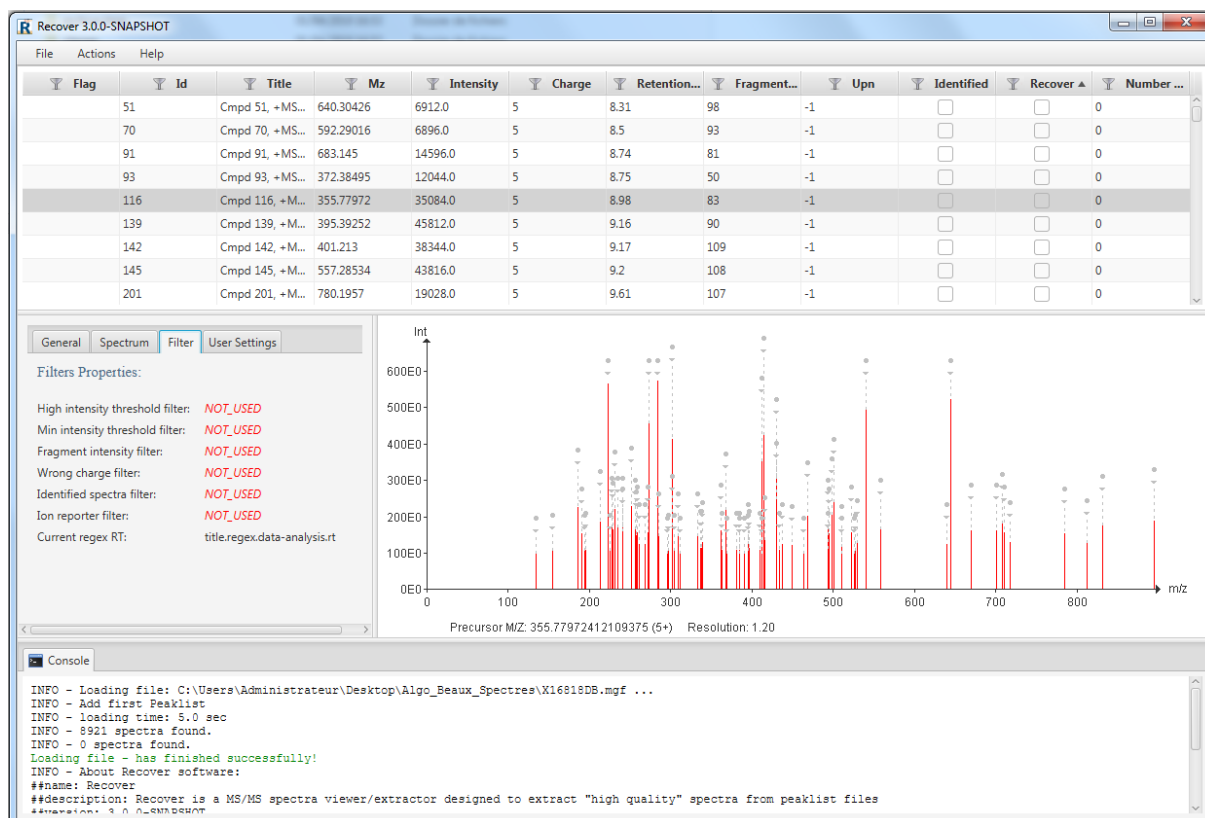 Recover 3.0.0-SNAPSHOT
File Actions Help
Flag Id Title Mz Intensity Charge Retention... Fragment... Upn Identified Recover Number ...
51 Cmpd 51, +MS... 640.30426 6912.0 5 8.31 98 -1 0
70 Cmpd 70, +MS... 592.29016 6896.0 5 8.5 93 -1 0
91 Cmpd 91, +MS... 683.145 14596.0 5 8.74 81 -1 0
93 Cmpd 93, +MS... 372.38495 12044.0 5 8.75 50 -1 0
116 Cmpd 116, +M... 355.77972 35084.0 5 8.98 83 -1 0
139 Cmpd 139, +M... 395.39252 45812.0 5 9.16 90 -1 0
142 Cmpd 142, +M... 401.213 38344.0 5 9.17 109 -1 0
145 Cmpd 145, +M... 557.28534 43816.0 5 9.2 108 -1 0
201 Cmpd 201, +M... 780.1957 19028.0 5 9.61 107 -1 0
General Spectrum Filter User Settings
Filters Properties:
High intensity threshold filter: NOT_USED
Min intensity threshold filter: NOT_USED
Fragment intensity filter: NOT_USED
Wrong charge filter: NOT_USED
Identified spectra filter: NOT_USED
Ion reporter filter: NOT_USED
Current regex RT: title.regex.data-analysis.rt
Int
600E0
500E0
400E0
300E0
200E0
100E0
0E0
0 100 200 300 400 500 600 700 800 m/z
Precursor M/Z: 355.77972412109375 (5+) Resolution: 1.20
Console
INFO - Loading file: C:\Users\Administrateur\Desktop\Algo_Beaux_Spectres\X16818DB.mgf ...
INFO - Add first Peaklist
INFO - loading time: 5.0 sec
INFO - 8921 spectra found.
INFO - 0 spectra found.
Loading file - has finished successfully!
INFO - About Recover software:
##name: Recover
##description: Recover is a MS/MS spectra viewer/extractor designed to extract "high quality" spectra from peaklist files
##version: 3.0.0-SNAPSHOT